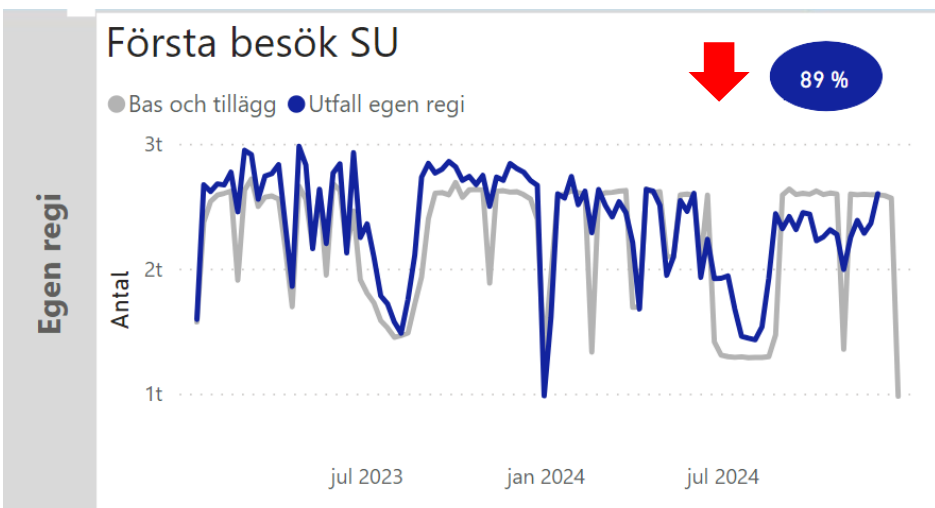 Första besök SU
89 %
Bas och tillägg Utfall egen regi
3t
2t
1t
Antal
Egen regi
jul 2023 jan 2024 jul 2024